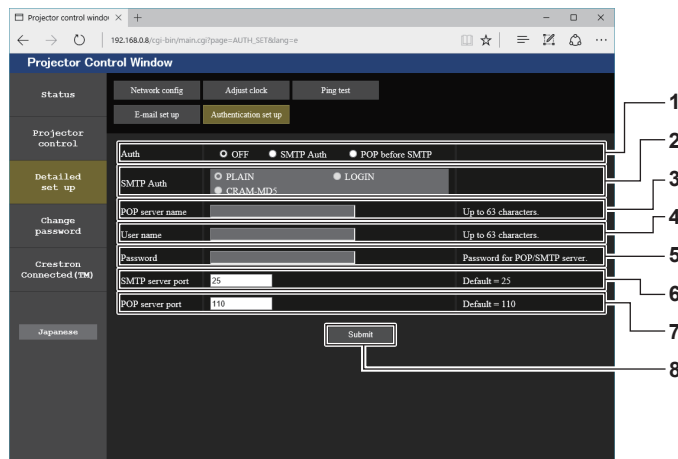 Projector control windov
192.168.0.8/cgi-bin/main.cgi?page=AUTH_SET&lang=e
Projector Control Window
Status
Network config Adjust clock Ping test
E-mail set up Authentication set up
Projector
control
Detailed
set up
Change
password
Crestron
Connected(TM)
Japanese
Auth OFF SMTP Auth POP before SMTP 1
SMTP Auth PLAIN LOGIN 2
CRAM-MD5
POP server name Up to 63 characters. 3
User name Up to 63 characters. 4
Password Password for POP/SMTP server. 5
SMTP server port 25 Default = 25 6
POP server port 110 Default = 110 7
Submit 8